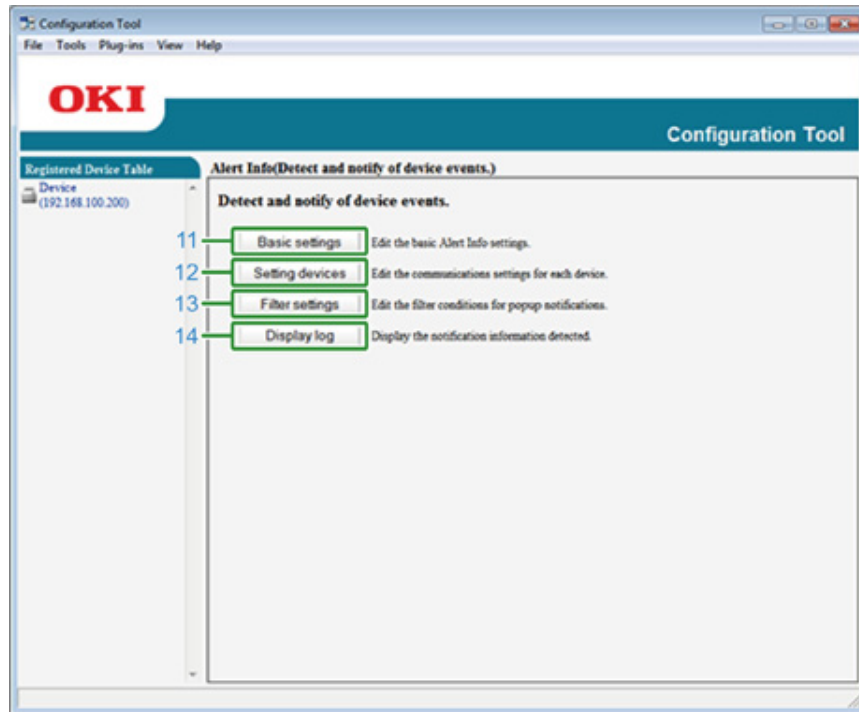 Configuration Tool
File Tools Plug-ins View Help
OKI
Configuration Tool
Registered Device Table
Alert Info(Detect and notify of device events.)
Device
(192.168.100.200)
Detect and notify of device events.
11 Basic settings Edit the basic Alert Info settings.
12 Setting devices Edit the communications settings for each device.
13 Filter settings Edit the filter conditions for popup notifications.
14 Display log Display the notification information detected.